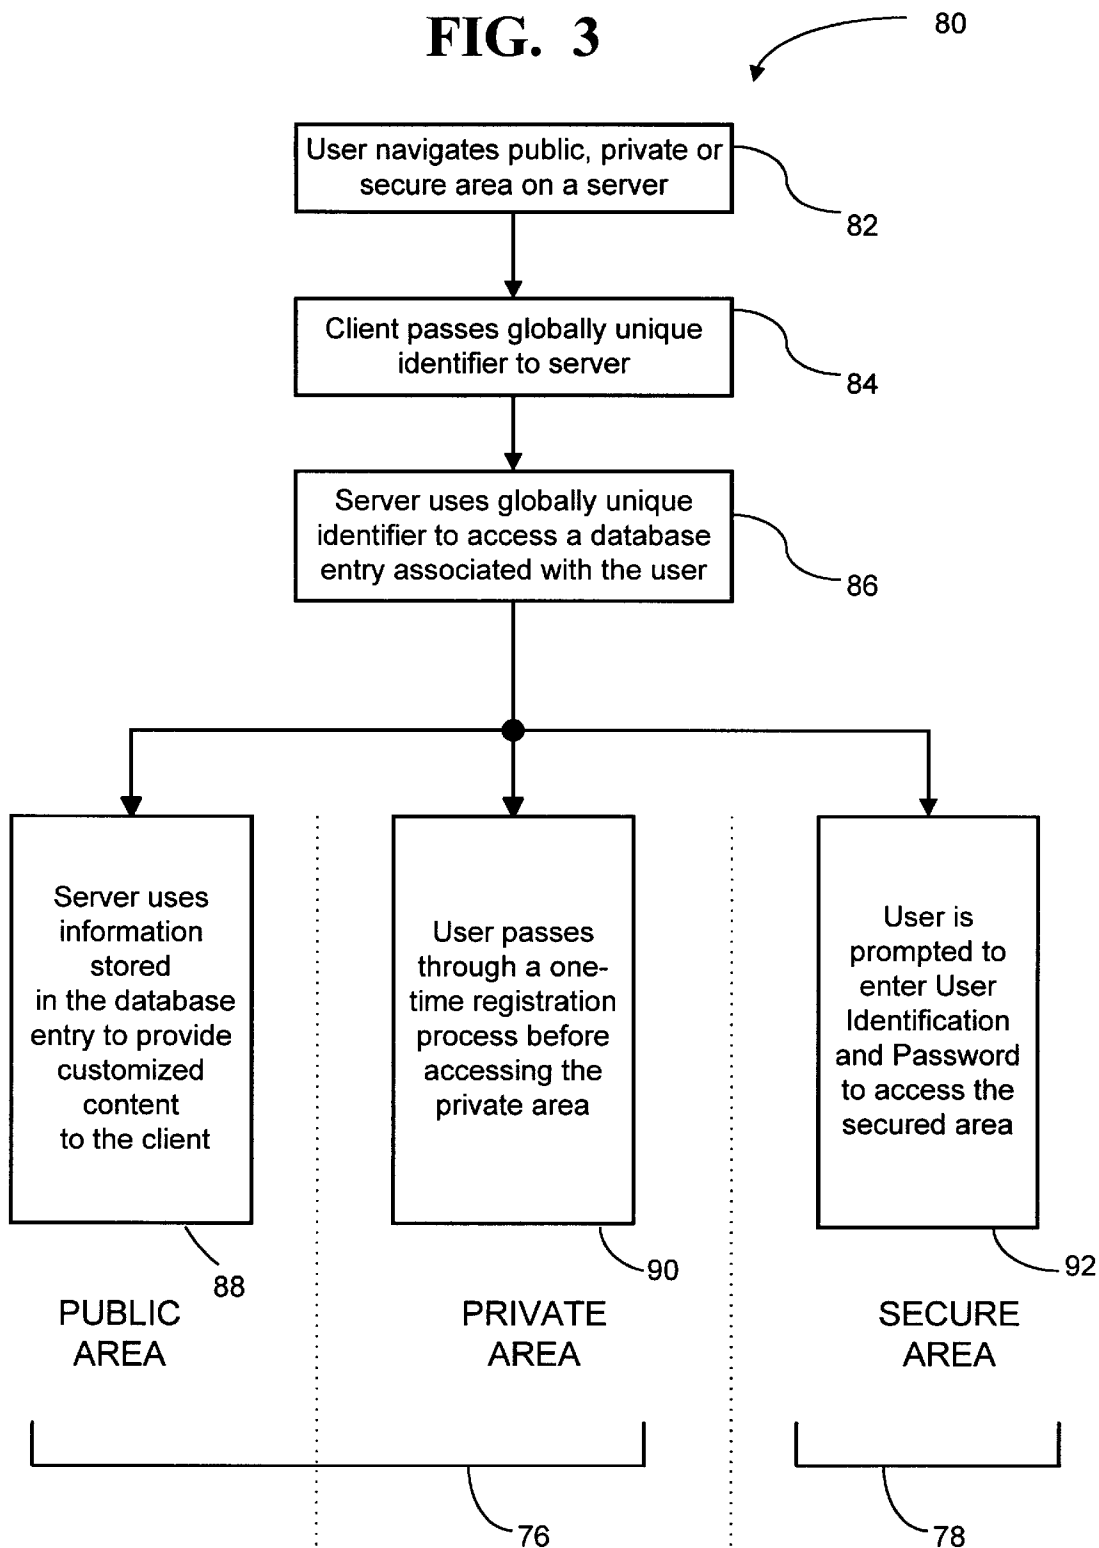 FIG. 3
80
User navigates public, private or
secure area on a server
82
Client passes globally unique
identifier to server
84
Server uses globally unique
identifier to access a database
entry associated with the user
86
Server uses
information
stored
in the database
entry to provide
customized
content
to the client
88
PUBLIC
AREA
User passes
through a one-
time registration
process before
accessing the
private area
90
PRIVATE
AREA
User is
prompted to
enter User
Identification
and Password
to access the
secured area
92
SECURE
AREA
76
78